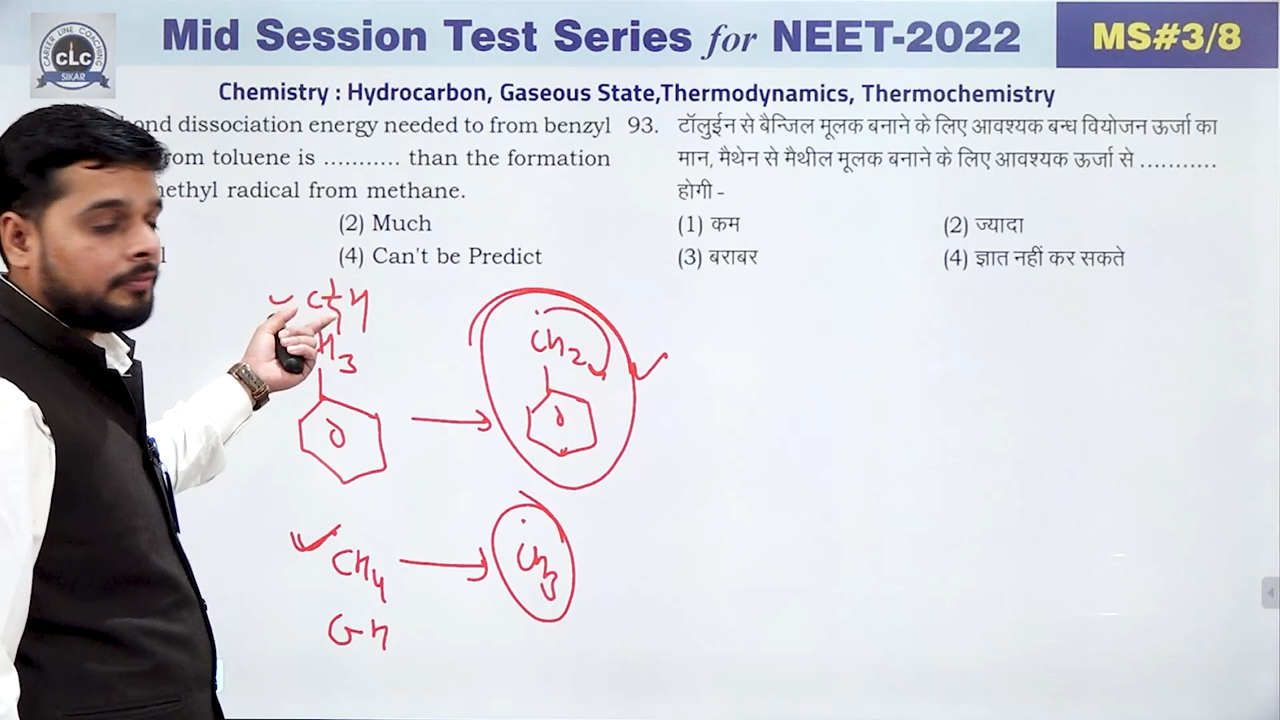 CAREER LINE COACHING
CLC
SIKAR
Mid Session Test Series for NEET-2022
MS#3/8
Chemistry : Hydrocarbon, Gaseous State,Thermodynamics, Thermochemistry
bond dissociation energy needed to from benzyl
from toluene is ........... than the formation
methyl radical from methane.
(2) Much
(4) Can't be Predict
93. टॉलुईन से बैन्जिल मूलक बनाने के लिए आवश्यक बन्ध वियोजन ऊर्जा का
मान, मैथेन से मैथील मूलक बनाने के लिए आवश्यक ऊर्जा से ...........
होगी -
(1) कम
(2) ज्यादा
(3) बराबर
(4) ज्ञात नहीं कर सकते
H3
CH2
CH4
CH3